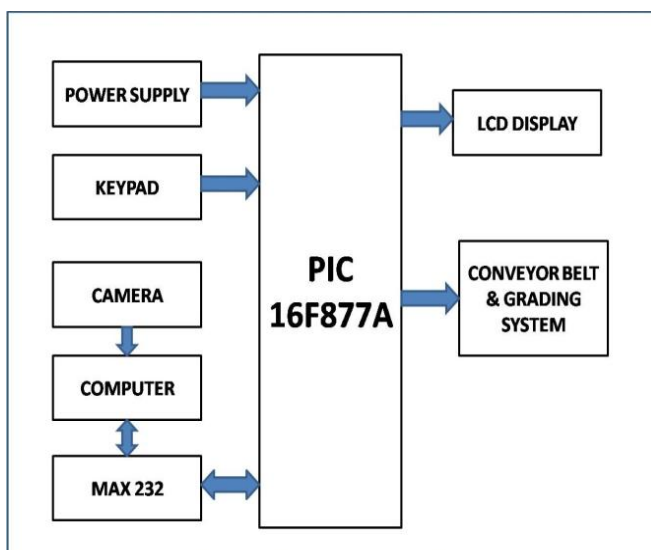 POWER SUPPLY
KEYPAD
CAMERA
COMPUTER
MAX 232
PIC
16F877A
LCD DISPLAY
CONVEYOR BELT
& GRADING
SYSTEM